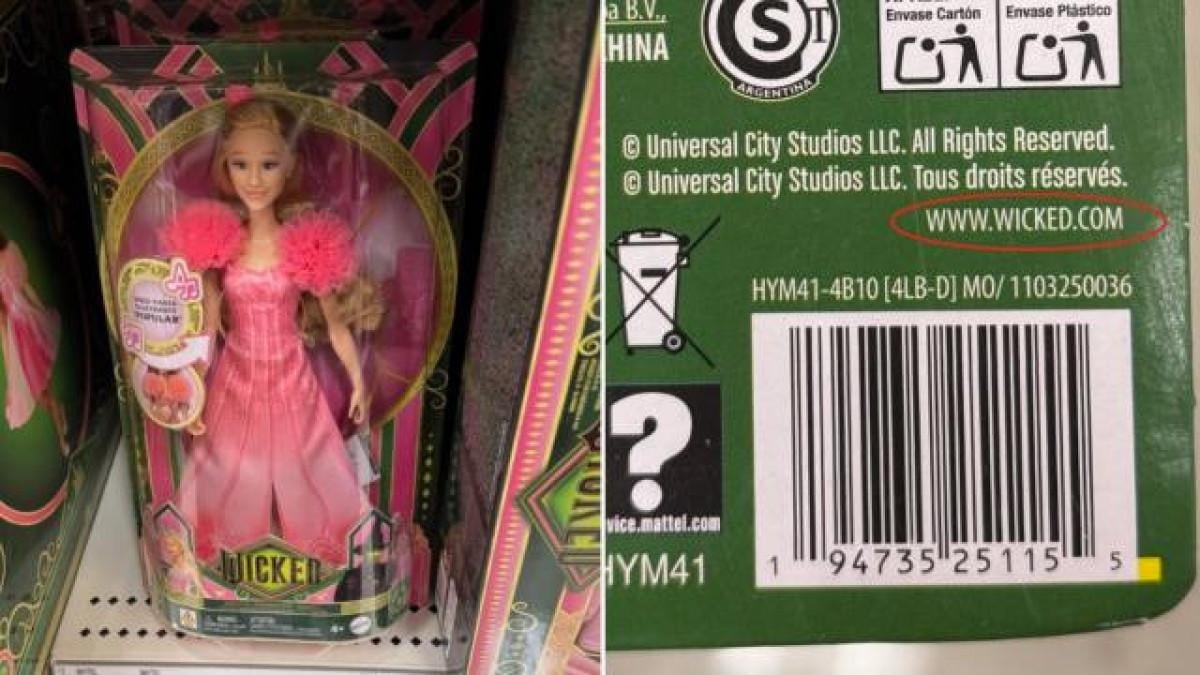 "POPULAR"
WICKED
a B.V.,
HINA
S
T
ARGENTINA
Envase Cartón
Envase Plástico
© Universal City Studios LLC. All Rights Reserved.
© Universal City Studios LLC. Tous droits réservés.
WWW.WICKED.COM
HYM41-4B10 [4LB-D] MO/ 1103250036
?
vice.mattel.com
HYM41
1 94735 25115 5